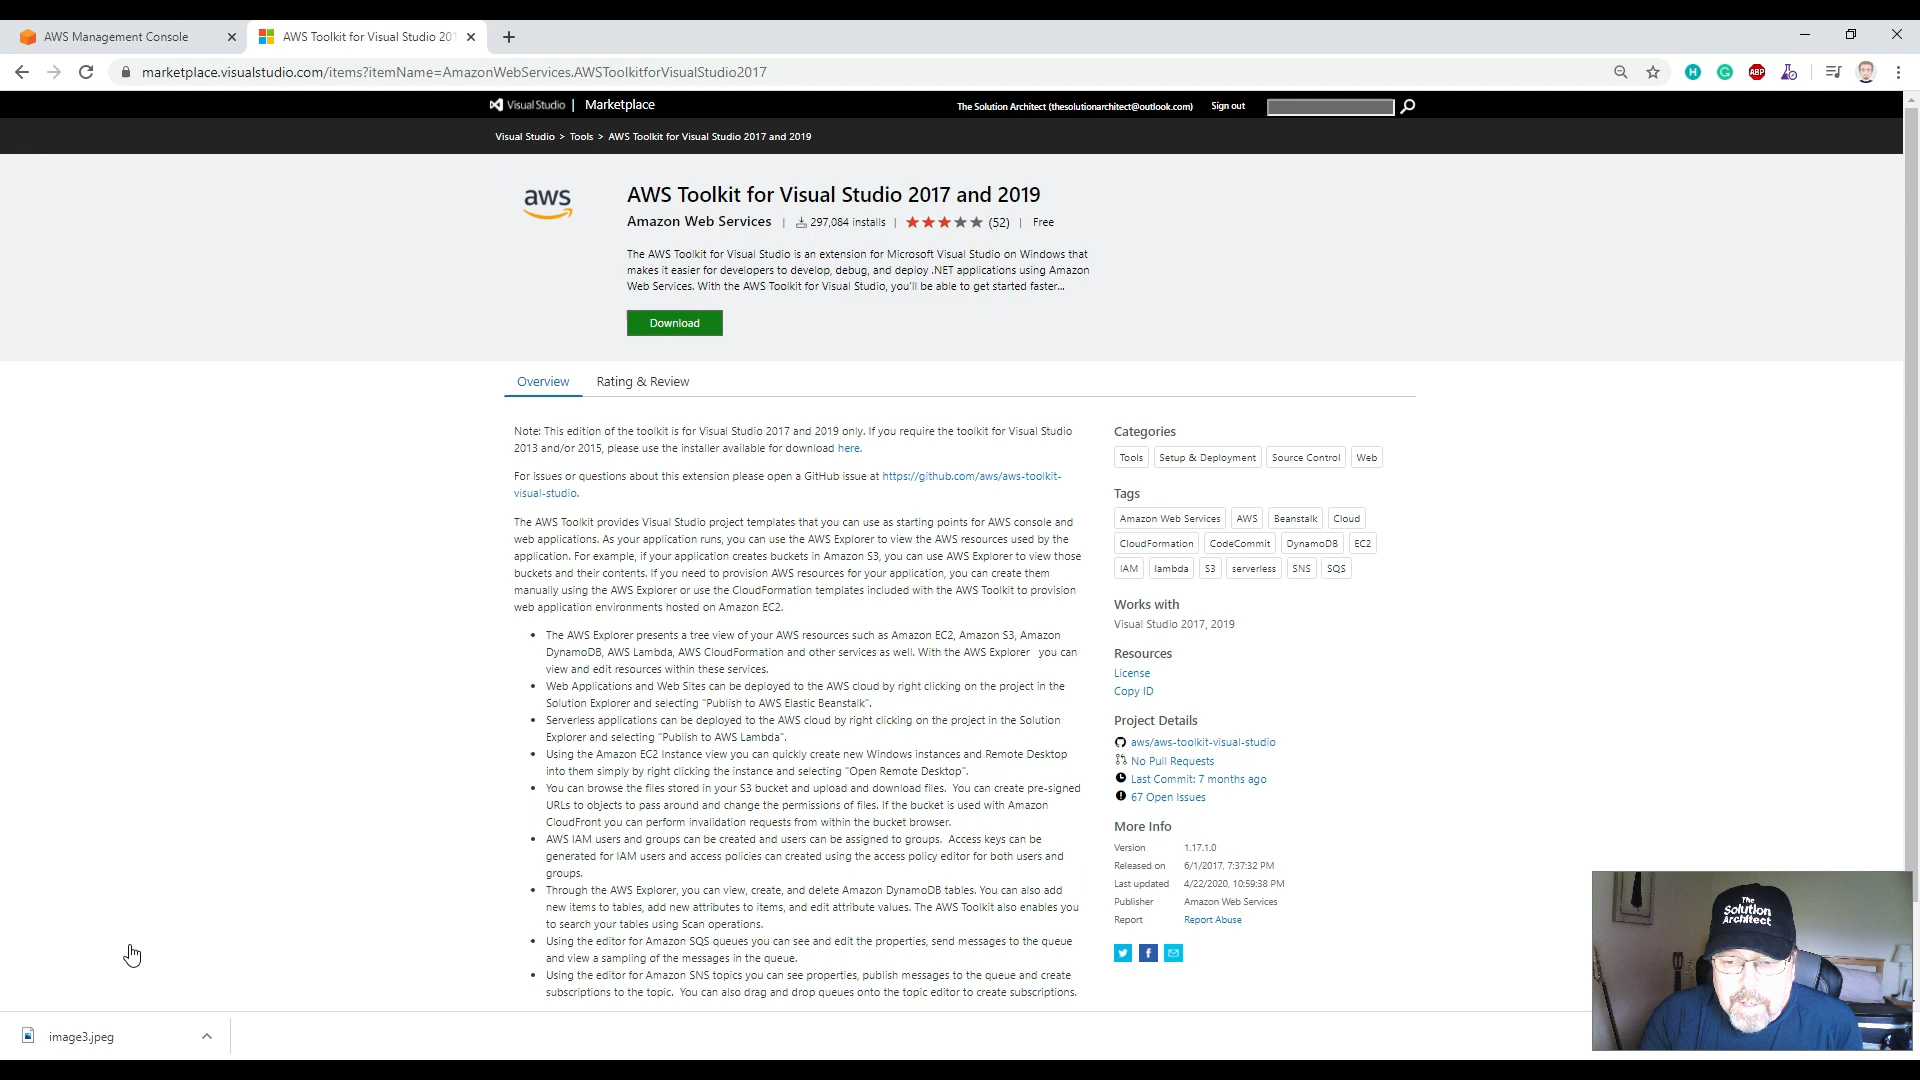 AWS Management Console
AWS Toolkit for Visual Studio 201
marketplace.visualstudio.com/items?itemName=AmazonWebServices.AWSToolkitforVisualStudio2017
ABP
Visual Studio | Marketplace
The Solution Architect (thesolutionarchitect@outlook.com) Sign out
Visual Studio > Tools > AWS Toolkit for Visual Studio 2017 and 2019
aws
AWS Toolkit for Visual Studio 2017 and 2019
Amazon Web Services | 297,084 installs | (52) | Free
The AWS Toolkit for Visual Studio is an extension for Microsoft Visual Studio on Windows that
makes it easier for developers to develop, debug, and deploy .NET applications using Amazon
Web Services. With the AWS Toolkit for Visual Studio, you'll be able to get started faster...
Download
Overview Rating & Review
Note: This edition of the toolkit is for Visual Studio 2017 and 2019 only. If you require the toolkit for Visual Studio
2013 and/or 2015, please use the installer available for download here.
For issues or questions about this extension please open a GitHub issue at https://github.com/aws/aws-toolkit-
visual-studio.
The AWS Toolkit provides Visual Studio project templates that you can use as starting points for AWS console and
web applications. As your application runs, you can use the AWS Explorer to view the AWS resources used by the
application. For example, if your application creates buckets in Amazon S3, you can use AWS Explorer to view those
buckets and their contents. If you need to provision AWS resources for your application, you can create them
manually using the AWS Explorer or use the CloudFormation templates included with the AWS Toolkit to provision
web application environments hosted on Amazon EC2.
• The AWS Explorer presents a tree view of your AWS resources such as Amazon EC2, Amazon S3, Amazon
DynamoDB, AWS Lambda, AWS CloudFormation and other services as well. With the AWS Explorer you can
view and edit resources within these services.
• Web Applications and Web Sites can be deployed to the AWS cloud by right clicking on the project in the
Solution Explorer and selecting "Publish to AWS Elastic Beanstalk".
• Serverless applications can be deployed to the AWS cloud by right clicking on the project in the Solution
Explorer and selecting "Publish to AWS Lambda".
• Using the Amazon EC2 Instance view you can quickly create new Windows instances and Remote Desktop
into them simply by right clicking the instance and selecting "Open Remote Desktop".
• You can browse the files stored in your S3 bucket and upload and download files. You can create pre-signed
URLs to objects to pass around and change the permissions of files. If the bucket is used with Amazon
CloudFront you can perform invalidation requests from within the bucket browser.
• AWS IAM users and groups can be created and users can be assigned to groups. Access keys can be
generated for IAM users and access policies can created using the access policy editor for both users and
groups.
• Through the AWS Explorer, you can view, create, and delete Amazon DynamoDB tables. You can also add
new items to tables, add new attributes to items, and edit attribute values. The AWS Toolkit also enables you
to search your tables using Scan operations.
• Using the editor for Amazon SQS queues you can see and edit the properties, send messages to the queue
and view a sampling of the messages in the queue.
• Using the editor for Amazon SNS topics you can see properties, publish messages to the queue and create
subscriptions to the topic. You can also drag and drop queues onto the topic editor to create subscriptions.
Categories
Tools Setup & Deployment Source Control Web
Tags
Amazon Web Services AWS Beanstalk Cloud
CloudFormation CodeCommit DynamoDB EC2
IAM lambda S3 serverless SNS SQS
Works with
Visual Studio 2017, 2019
Resources
License
Copy ID
Project Details
aws/aws-toolkit-visual-studio
No Pull Requests
Last Commit: 7 months ago
67 Open Issues
More Info
Version 1.17.1.0
Released on 6/1/2017, 7:37:32 PM
Last updated 4/22/2020, 10:59:38 PM
Publisher Amazon Web Services
Report Report Abuse
The
Solution
Architect
image3.jpeg